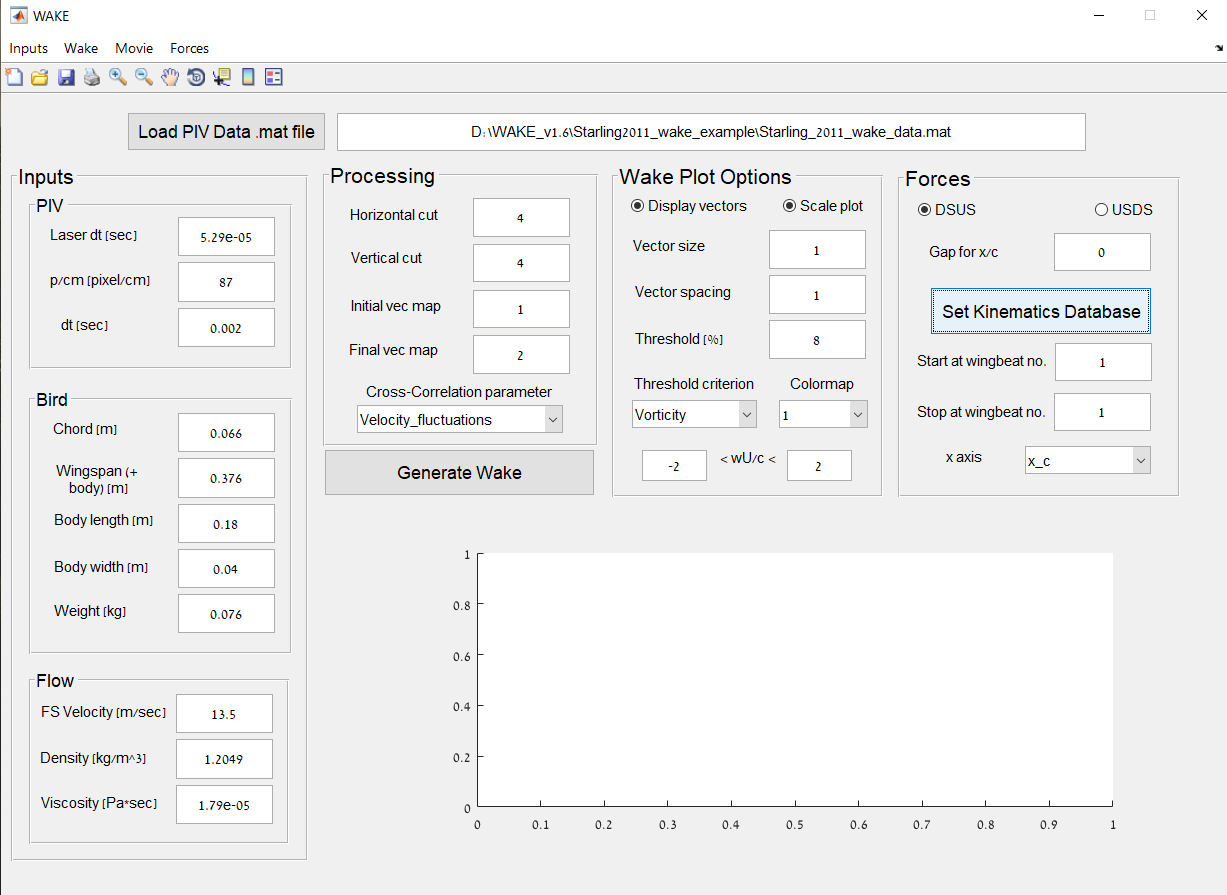 WAKE
Inputs Wake Movie Forces
Load PIV Data .mat file
D:\WAKE_v1.6\Starling2011_wake_example\Starling_2011_wake_data.mat
Inputs
PIV
Laser dt [sec] 5.29e-05
p/cm [pixel/cm] 87
dt [sec] 0.002
Bird
Chord [m] 0.066
Wingspan (+
body) [m] 0.376
Body length [m] 0.18
Body width [m] 0.04
Weight [kg] 0.076
Flow
FS Velocity [m/sec] 13.5
Density [kg/m^3] 1.2049
Viscosity [Pa*sec] 1.79e-05
Processing
Horizontal cut 4
Vertical cut 4
Initial vec map 1
Final vec map 2
Cross-Correlation parameter
Velocity_fluctuations
Generate Wake
Wake Plot Options
Display vectors Scale plot
Vector size 1
Vector spacing 1
Threshold [%] 8
Threshold criterion Colormap
Vorticity 1
-2 < wU/c < 2
Forces
DSUS USDS
Gap for x/c 0
Set Kinematics Database
Start at wingbeat no. 1
Stop at wingbeat no. 1
x axis x_c
1
0.8
0.6
0.4
0.2
0
0 0.1 0.2 0.3 0.4 0.5 0.6 0.7 0.8 0.9 1